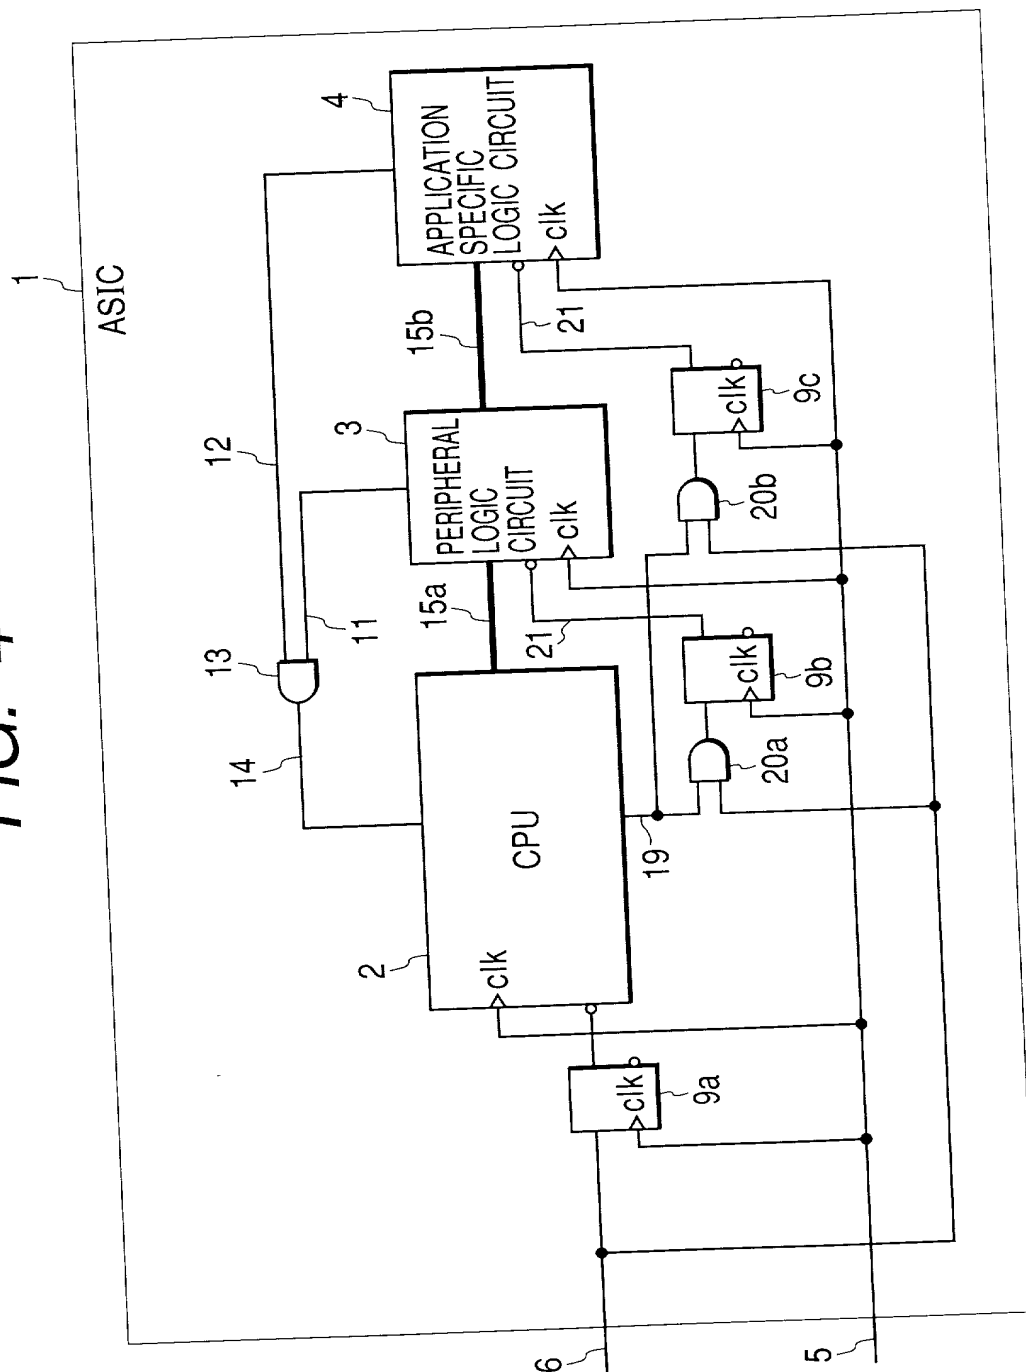 1
ASIC
4
APPLICATION
SPECIFIC
LOGIC CIRCUIT
clk
12
15b
21
3
PERIPHERAL
LOGIC
CIRCUIT
clk
clk
9c
20b
13
11
15a
21
clk
9b
14
20a
CPU
19
2
clk
clk
9a
6
5